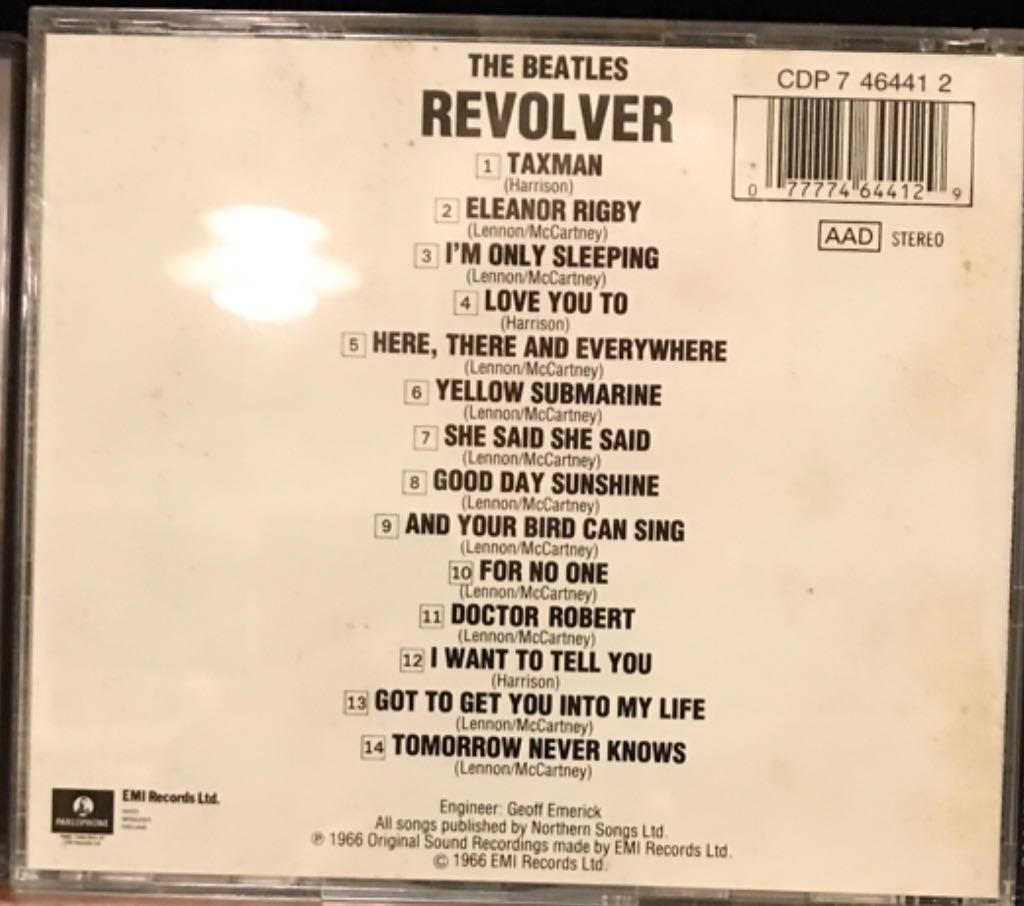 THE BEATLES
REVOLVER
CDP 7 46441 2
0 77774 64412 9
AAD STEREO
1 TAXMAN
(Harrison)
2 ELEANOR RIGBY
(Lennon/McCartney)
3 I'M ONLY SLEEPING
(Lennon/McCartney)
4 LOVE YOU TO
(Harrison)
5 HERE, THERE AND EVERYWHERE
(Lennon/McCartney)
6 YELLOW SUBMARINE
(Lennon/McCartney)
7 SHE SAID SHE SAID
(Lennon/McCartney)
8 GOOD DAY SUNSHINE
(Lennon/McCartney)
9 AND YOUR BIRD CAN SING
(Lennon/McCartney)
10 FOR NO ONE
(Lennon/McCartney)
11 DOCTOR ROBERT
(Lennon/McCartney)
12 I WANT TO TELL YOU
(Harrison)
13 GOT TO GET YOU INTO MY LIFE
(Lennon/McCartney)
14 TOMORROW NEVER KNOWS
(Lennon/McCartney)
PARLOPHONE
EMI Records Ltd.
Engineer: Geoff Emerick
All songs published by Northern Songs Ltd.
℗ 1966 Original Sound Recordings made by EMI Records Ltd.
© 1966 EMI Records Ltd.